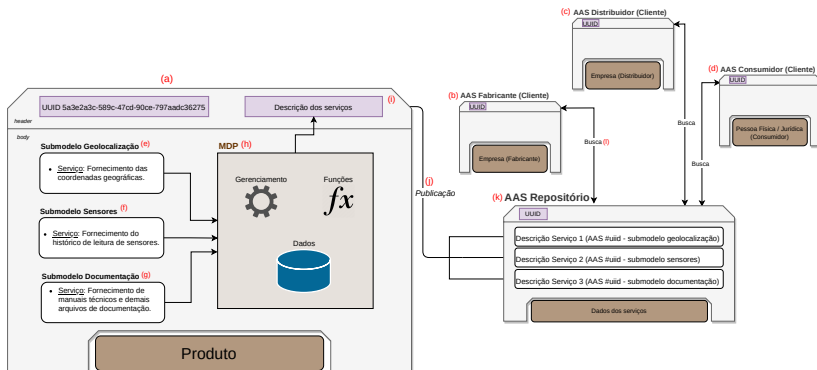 (a)
UUID 5a3e2a3c-589c-47cd-90ce-797aadc36275
Descrição dos serviços
(i)
header
body
Submodelo Geolocalização (e)
• Serviço: Fornecimento das
coordenadas geográficas.
Submodelo Sensores (f)
• Serviço: Fornecimento do
histórico de leitura de sensores.
Submodelo Documentação (g)
• Serviço: Fornecimento de
manuais técnicos e demais
arquivos de documentação.
MDP (h)
Gerenciamento
Funções
fx
Dados
Produto
(j)
Publicação
(b) AAS Fabricante (Cliente)
UUID
Empresa (Fabricante)
(c) AAS Distribuidor (Cliente)
UUID
Empresa (Distribuidor)
(d) AAS Consumidor (Cliente)
UUID
Pessoa Física / Jurídica
(Consumidor)
Busca (l)
Busca
Busca
(k) AAS Repositório
UUID
Descrição Serviço 1 (AAS #uiid - submodelo geolocalização)
Descrição Serviço 2 (AAS #uiid - submodelo sensores)
Descrição Serviço 3 (AAS #uiid - submodelo documentação)
Dados dos serviços